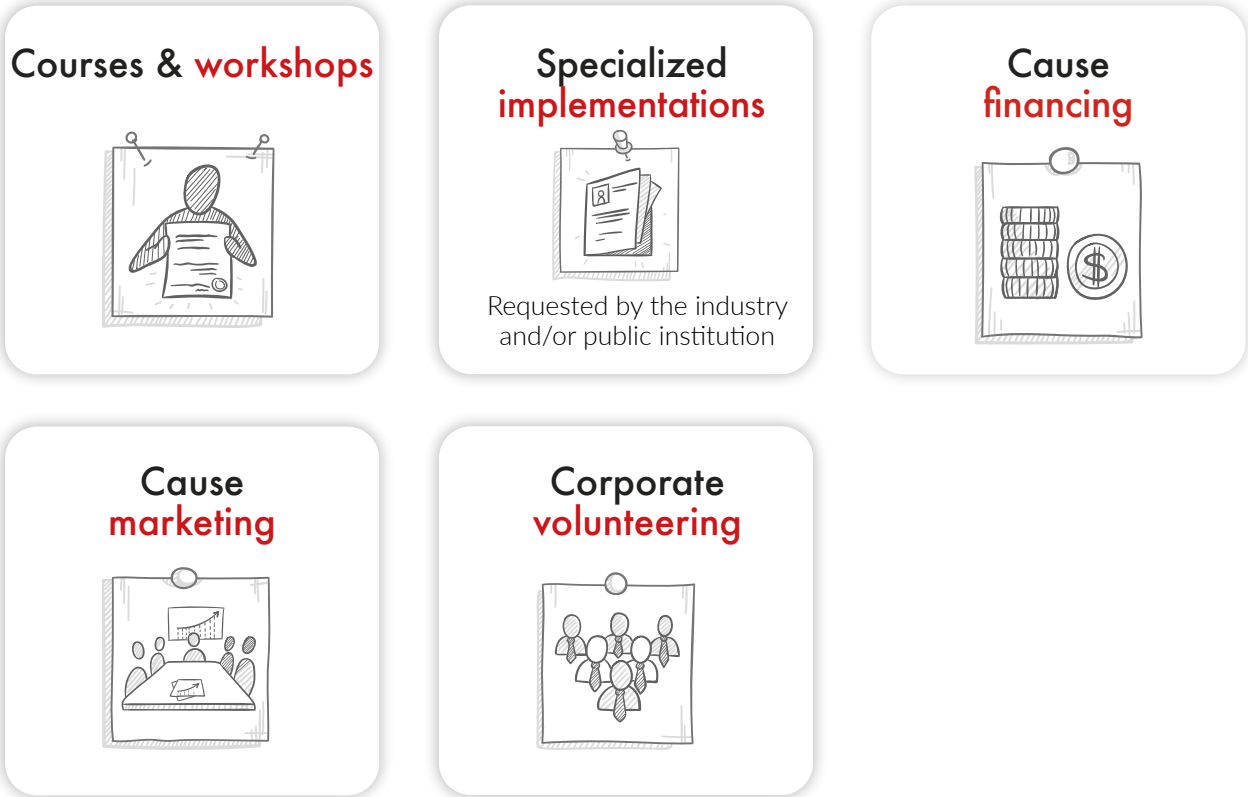 Courses & workshops
Specialized
implementations
Requested by the industry
and/or public institution
Cause
financing
$
Cause
marketing
Corporate
volunteering